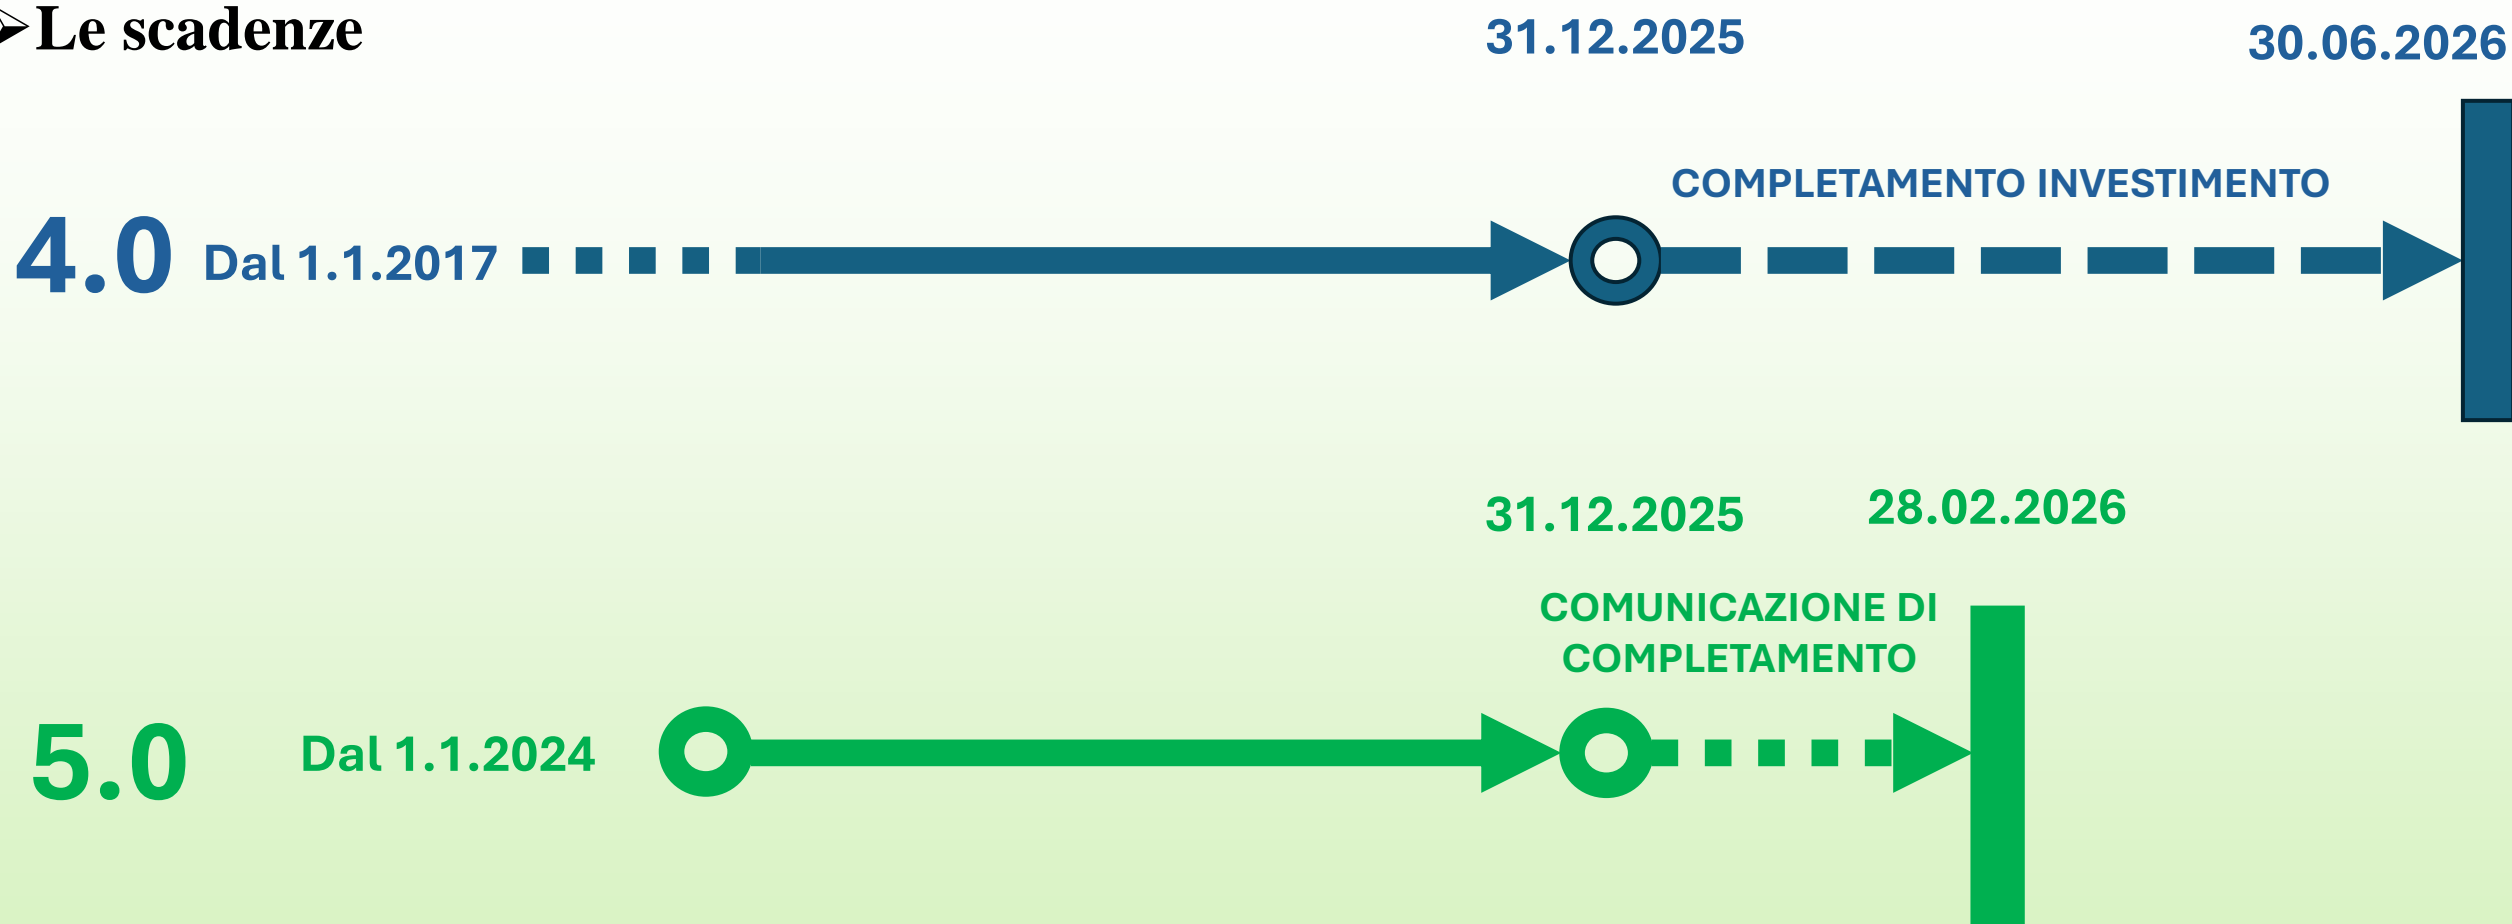 Le scadenze
31.12.2025
30.06.2026
COMPLETAMENTO INVESTIMENTO
4.0
Dal 1.1.2017
31.12.2025
28.02.2026
COMUNICAZIONE DI
COMPLETAMENTO
5.0
Dal 1.1.2024